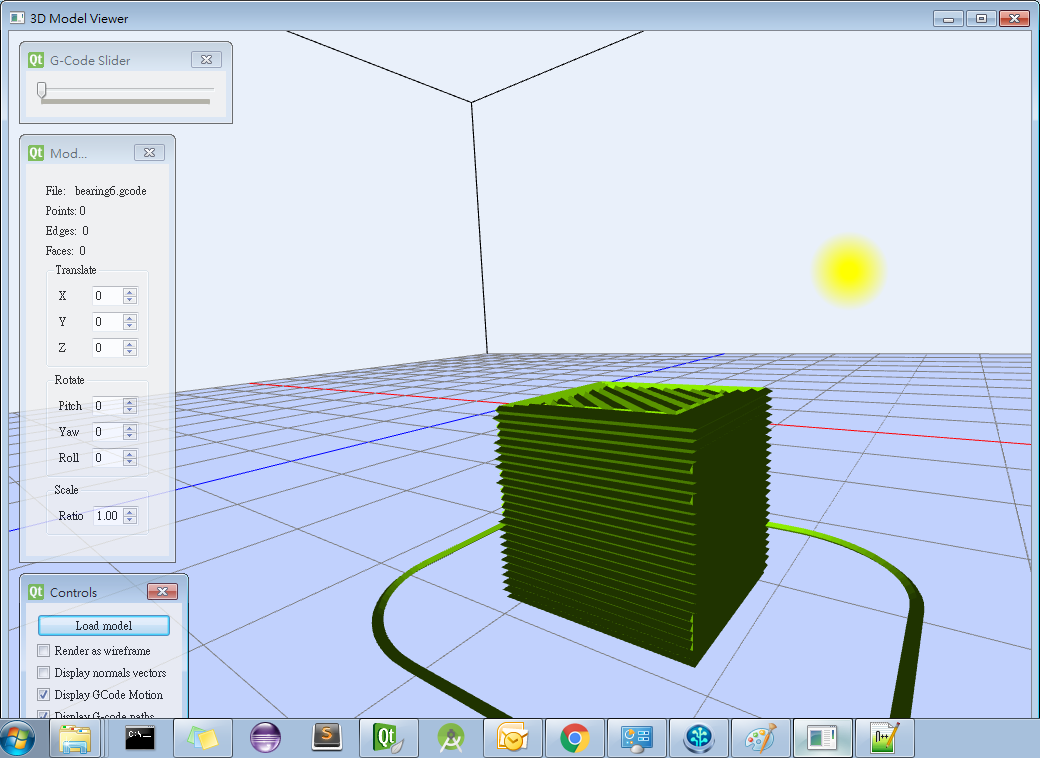 3D Model Viewer
Qt G-Code Slider
Qt Mod...
File: bearing6.gcode
Points: 0
Edges: 0
Faces: 0
Translate
X 0
Y 0
Z 0
Rotate
Pitch 0
Yaw 0
Roll 0
Scale
Ratio 1.00
Qt Controls
Load model
Render as wireframe
Display normals vectors
Display GCode Motion
Display G-code paths
C:\_
S
Qt
n++